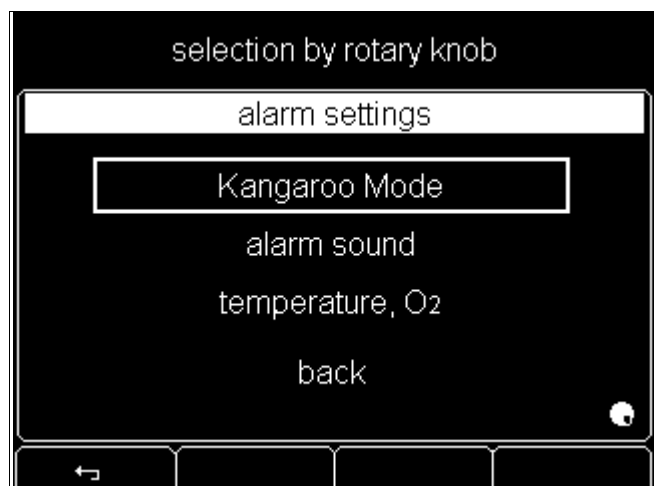 selection by rotary knob
alarm settings
Kangaroo Mode
alarm sound
temperature, O2
back